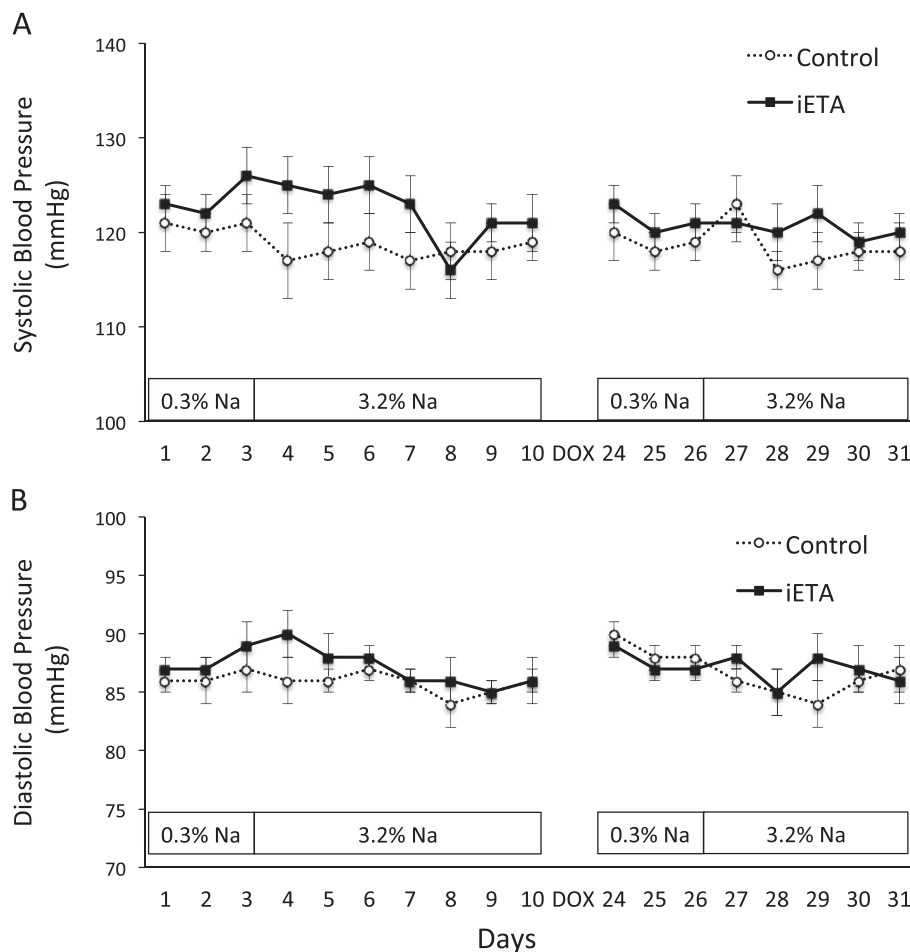 A
140
130
120
110
100
Systolic Blood Pressure
(mmHg)
Control
iETA
0.3% Na
3.2% Na
0.3% Na
3.2% Na
1 2 3 4 5 6 7 8 9 10 DOX 24 25 26 27 28 29 30 31
B
100
95
90
85
80
75
70
Diastolic Blood Pressure
(mmHg)
Control
iETA
0.3% Na
3.2% Na
0.3% Na
3.2% Na
1 2 3 4 5 6 7 8 9 10 DOX 24 25 26 27 28 29 30 31
Days